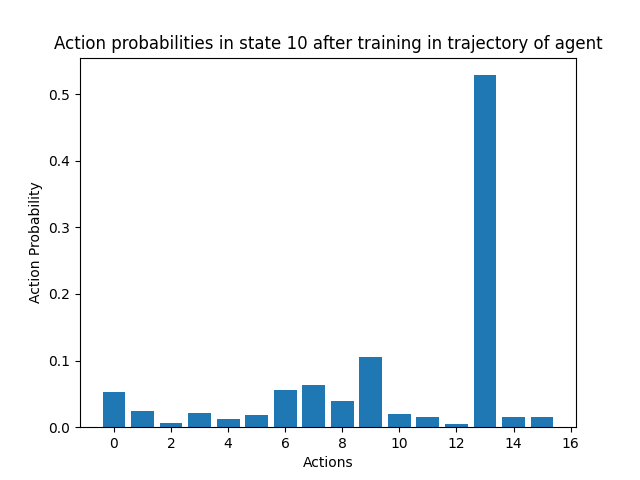 Action probabilities in state 10 after training in trajectory of agent
0.5
0.4
0.3
0.2
0.1
0.0
Action Probability
0 2 4 6 8 10 12 14 16
Actions